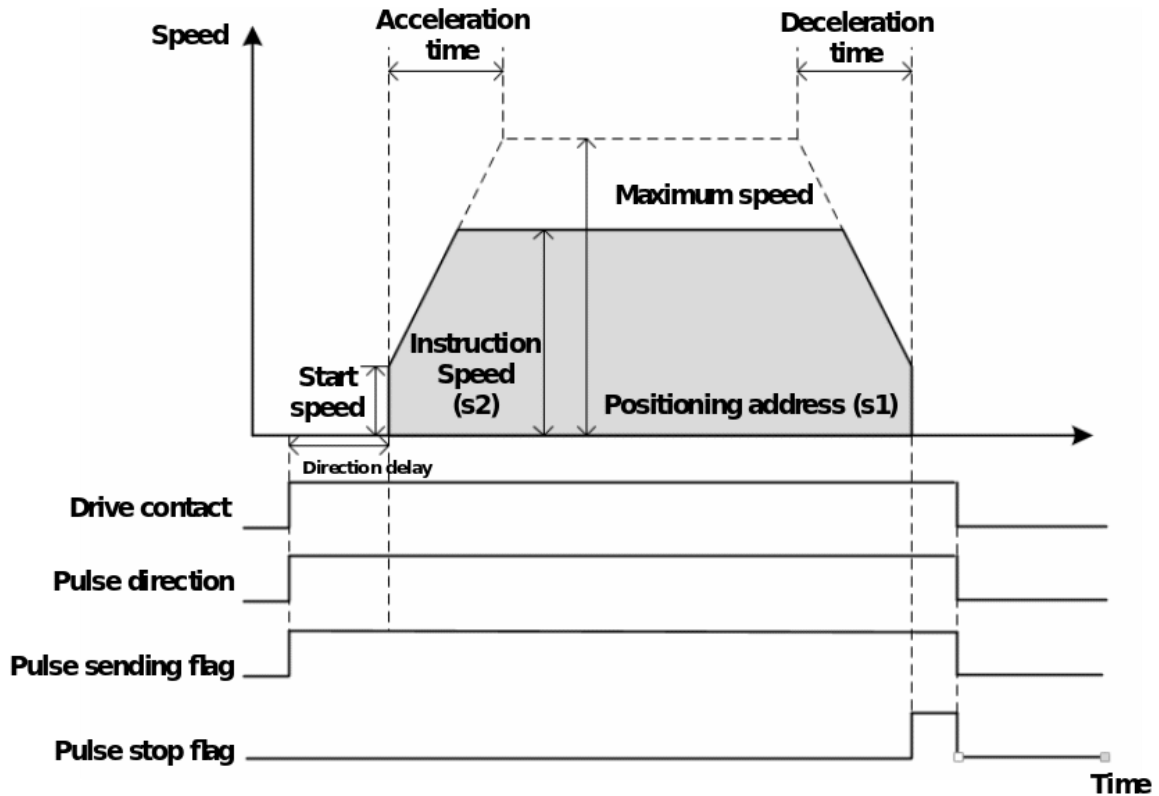 Speed
Acceleration
time
Deceleration
time
Maximum speed
Instruction
Speed
(s2)
Start
speed
Positioning address (s1)
Direction delay
Drive contact
Pulse direction
Pulse sending flag
Pulse stop flag
Time